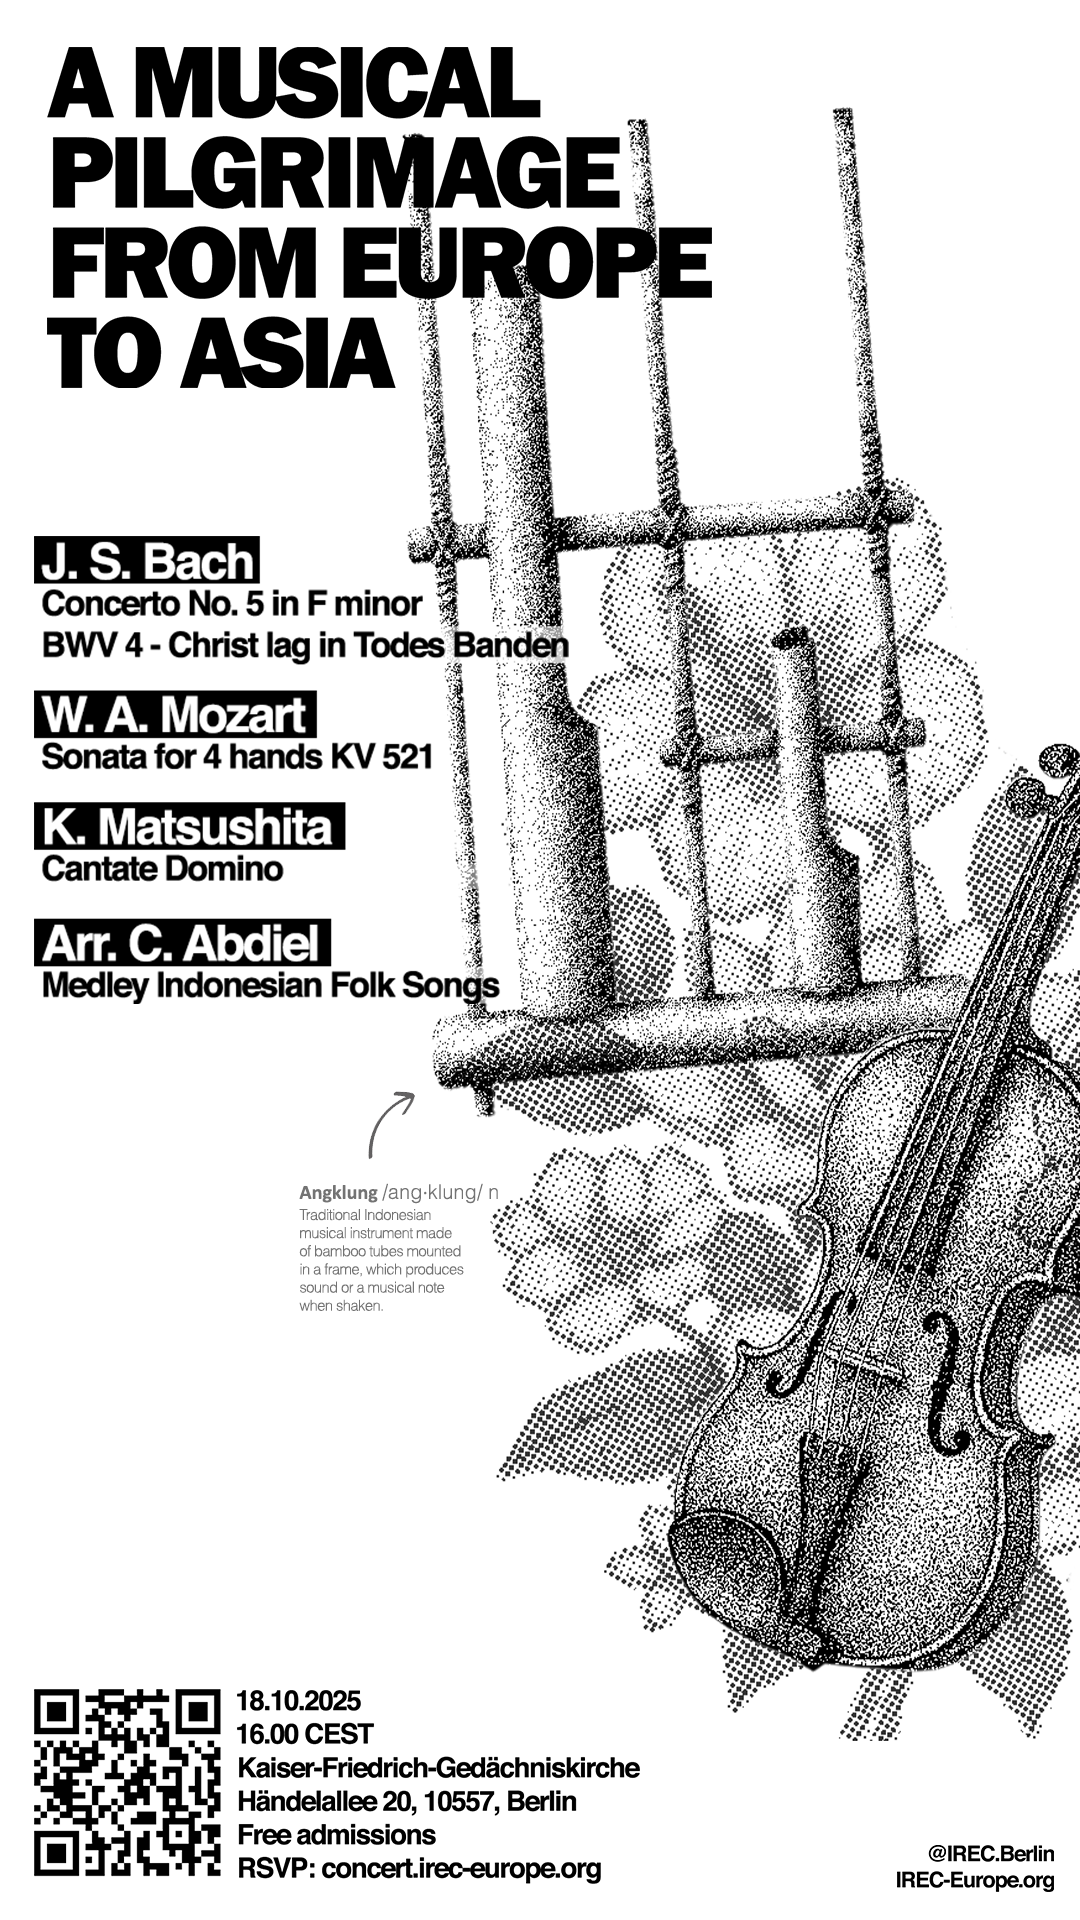 A MUSICAL
PILGRIMAGE
FROM EUROPE
TO ASIA
J. S. Bach
Concerto No. 5 in F minor
BWV 4 - Christ lag in Todes Banden
W. A. Mozart
Sonata for 4 hands KV 521
K. Matsushita
Cantate Domino
Arr. C. Abdiel
Medley Indonesian Folk Songs
Angklung /ang·klung/ n
Traditional Indonesian
musical instrument made
of bamboo tubes mounted
in a frame, which produces
sound or a musical note
when shaken.
18.10.2025
16.00 CEST
Kaiser-Friedrich-Gedächniskirche
Händelallee 20, 10557, Berlin
Free admissions
RSVP: concert.irec-europe.org
@IREC.Berlin
IREC-Europe.org